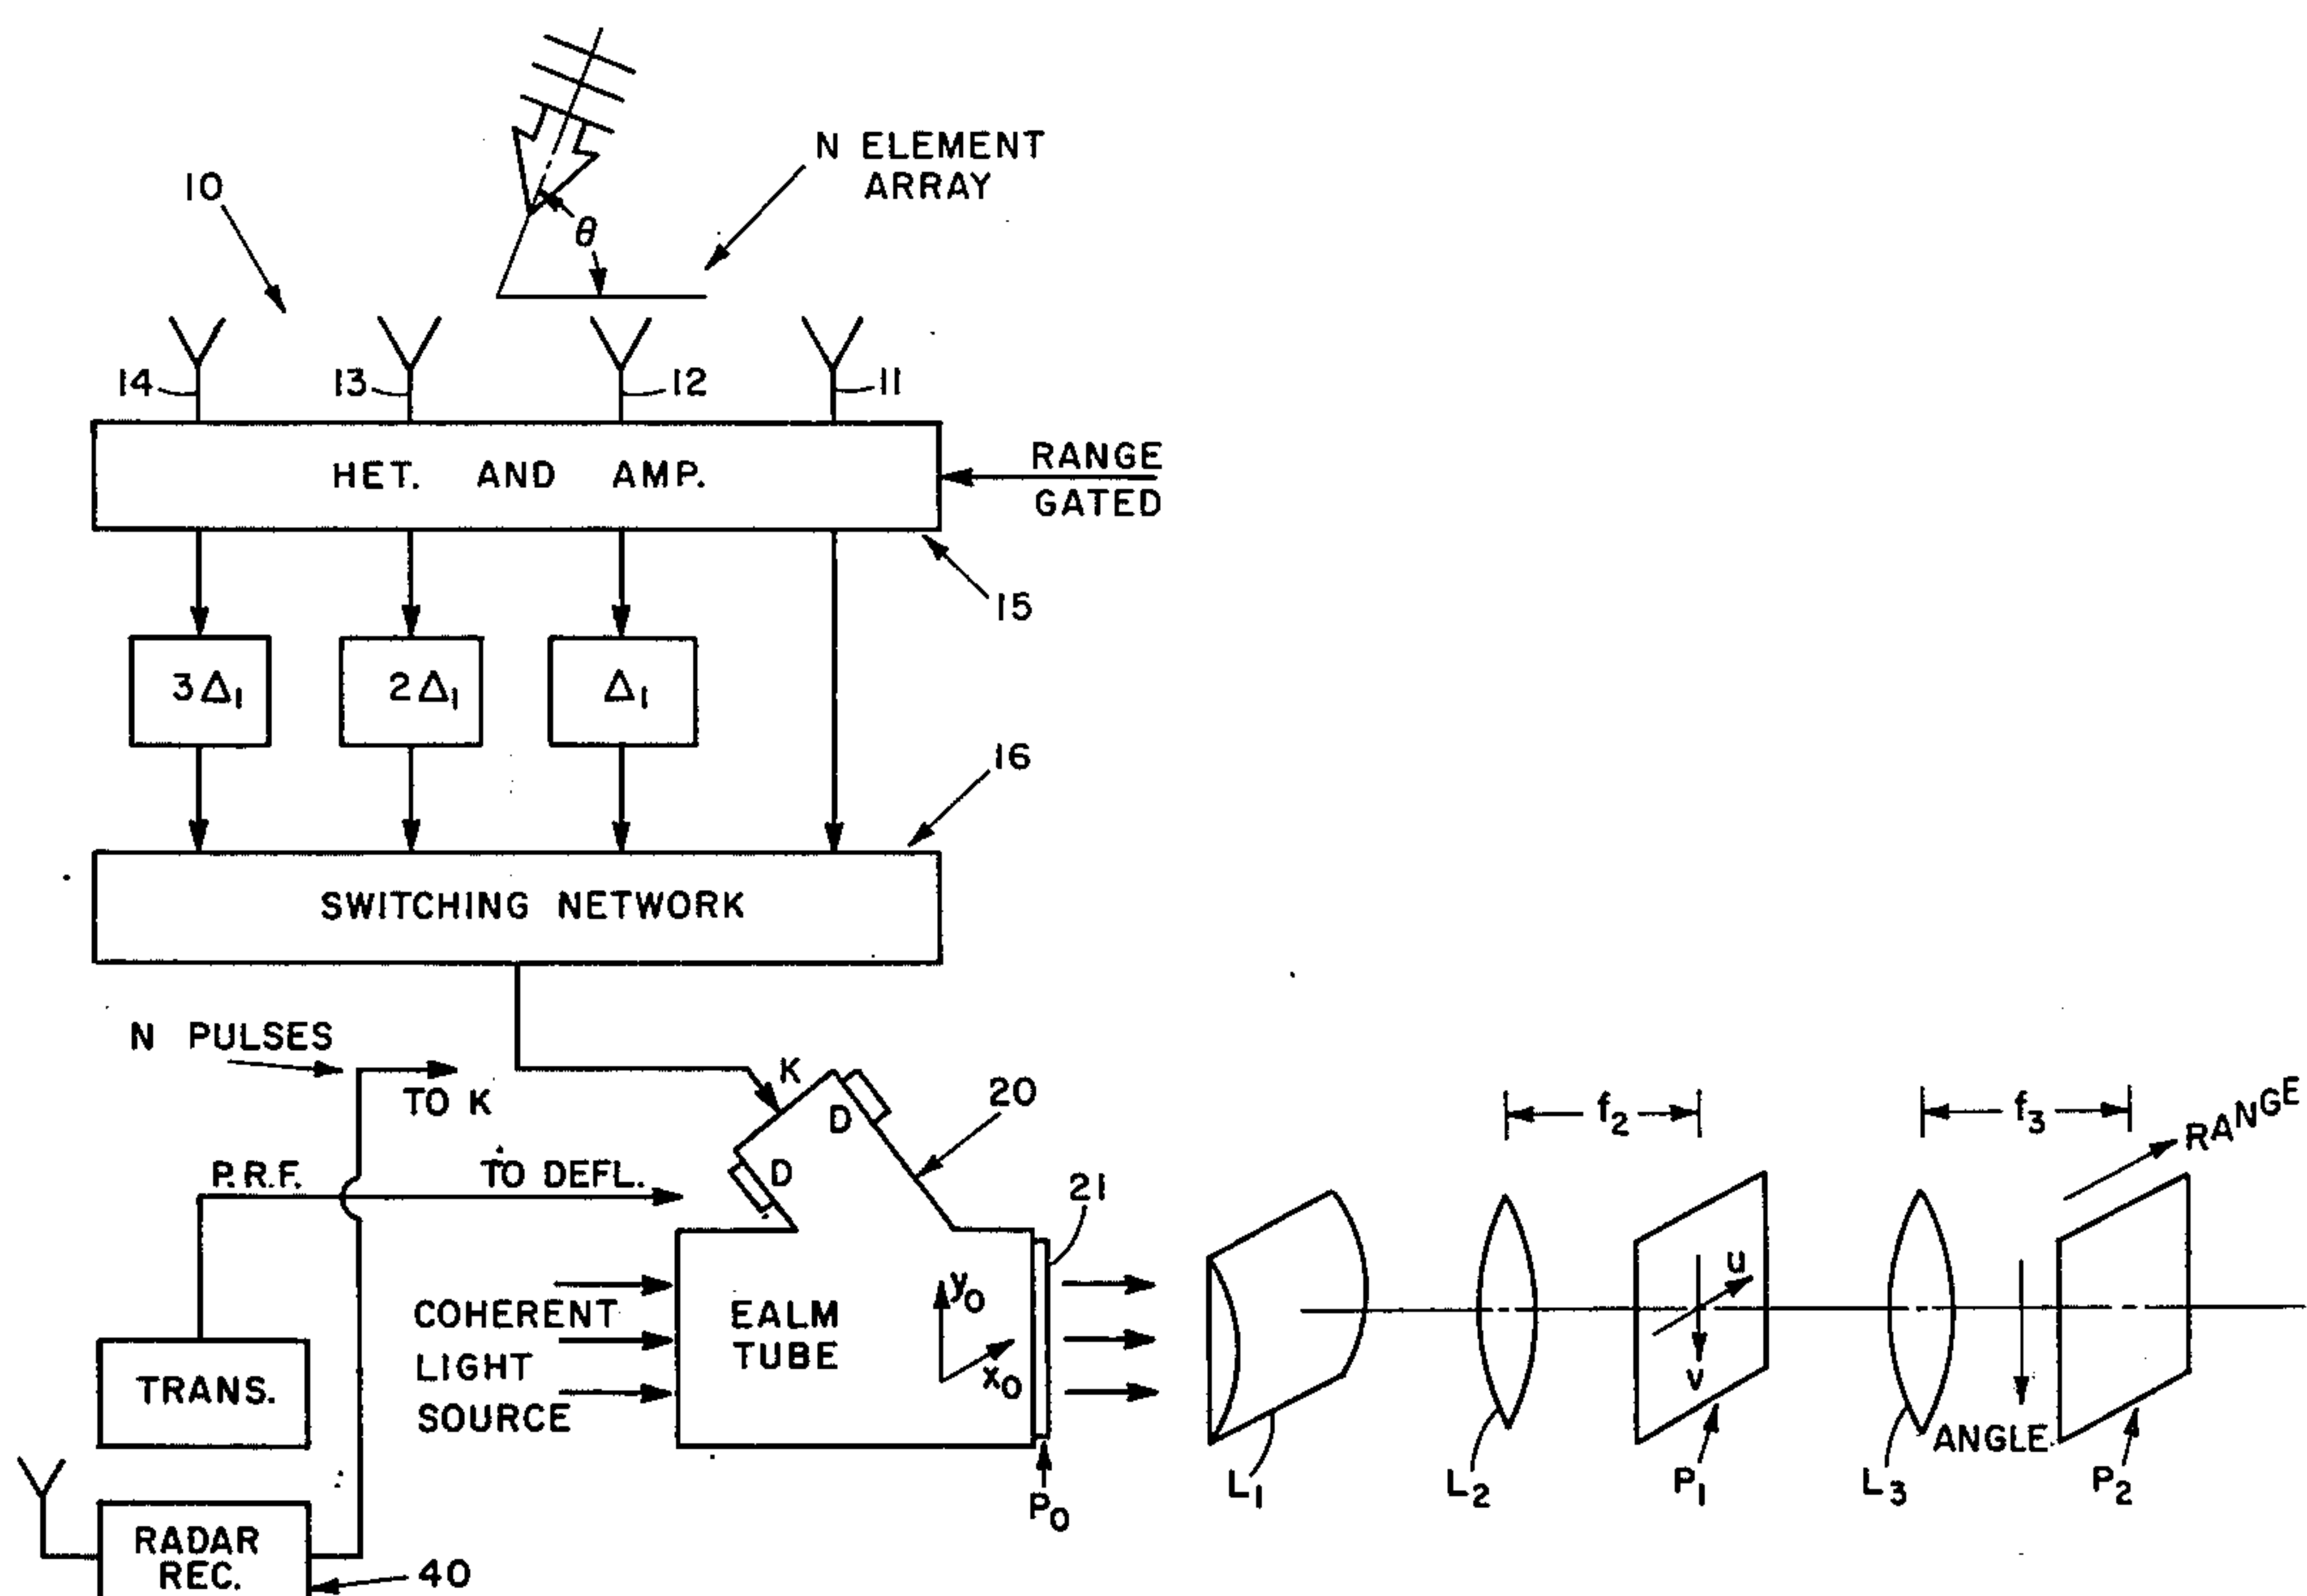 N ELEMENT
ARRAY
10
θ
14
13
12
11
HET. AND AMP.
RANGE
GATED
15
3Δ₁
2Δ₁
Δ₁
16
SWITCHING NETWORK
N PULSES
TO K
K
D
D
20
P.R.F.
TO DEFL.
21
f₂
f₃
RANGE
COHERENT
LIGHT
SOURCE
EALM
TUBE
y₀
x₀
u
v
TRANS.
ANGLE
L₁
L₂
P₁
L₃
P₂
P₀
RADAR
REC.
40